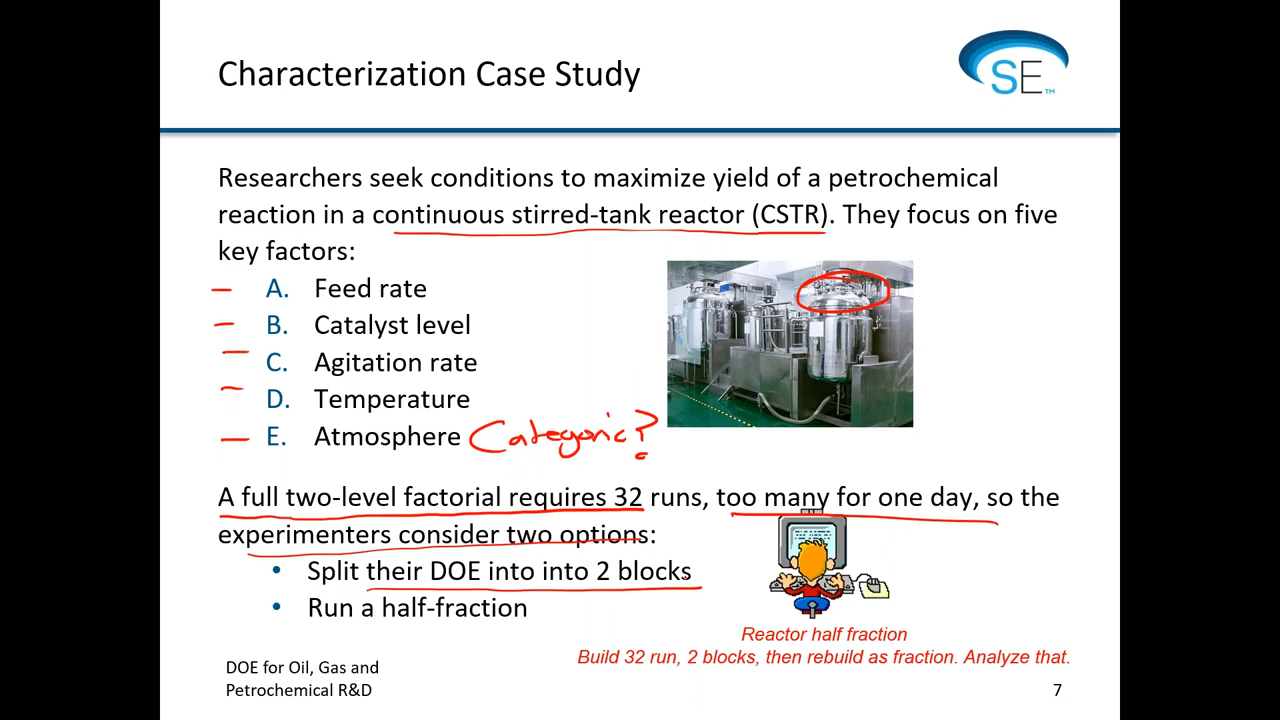 Characterization Case Study
SE™
Researchers seek conditions to maximize yield of a petrochemical
reaction in a continuous stirred-tank reactor (CSTR). They focus on five
key factors:
A. Feed rate
B. Catalyst level
C. Agitation rate
D. Temperature
E. Atmosphere Categoric?
A full two-level factorial requires 32 runs, too many for one day, so the
experimenters consider two options:
• Split their DOE into into 2 blocks
• Run a half-fraction
Reactor half fraction
Build 32 run, 2 blocks, then rebuild as fraction. Analyze that.
DOE for Oil, Gas and
Petrochemical R&D
7